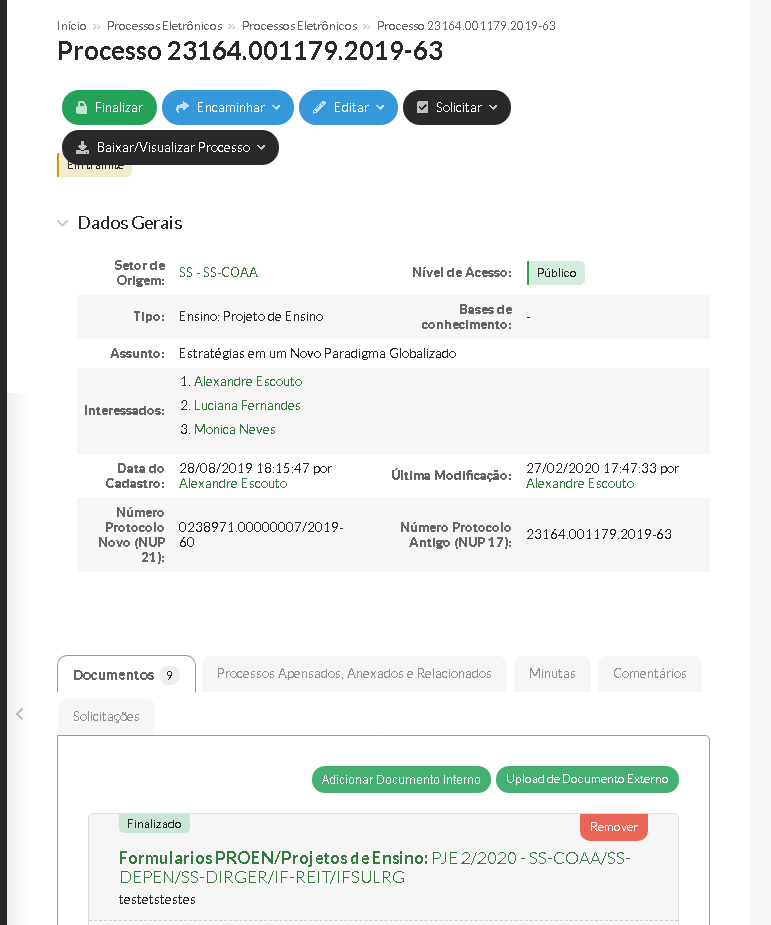 Início » Processos Eletrônicos » Processos Eletrônicos » Processo 23164.001179.2019-63
Processo 23164.001179.2019-63
Finalizar Encaminhar Editar Solicitar
Baixar/Visualizar Processo
Em trâmite
Dados Gerais
Setor de Origem: SS - SS-COAA Nível de Acesso: Público
Tipo: Ensino: Projeto de Ensino Bases de conhecimento: -
Assunto: Estratégias em um Novo Paradigma Globalizado
Interessados:
1. Alexandre Escouto
2. Luciana Fernandes
3. Monica Neves
Data do Cadastro: 28/08/2019 18:15:47 por Alexandre Escouto Última Modificação: 27/02/2020 17:47:33 por Alexandre Escouto
Número Protocolo Novo (NUP 21): 0238971.00000007/2019-60 Número Protocolo Antigo (NUP 17): 23164.001179.2019-63
Documentos 9 Processos Apensados, Anexados e Relacionados Minutas Comentários
Solicitações
Adicionar Documento Interno Upload de Documento Externo
Finalizado Remover
Formularios PROEN/Projetos de Ensino: PJE 2/2020 - SS-COAA/SS-
DEPEN/SS-DIRGER/IF-REIT/IFSULRG
testetstestes